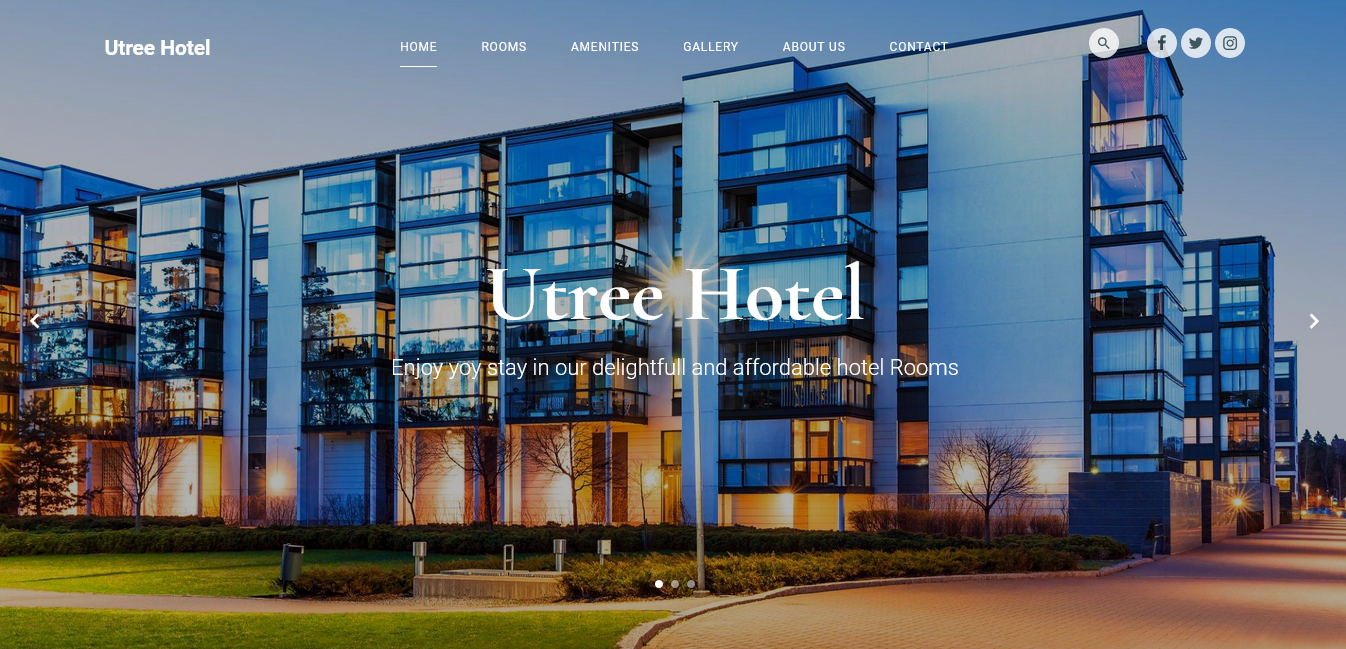 Utree Hotel
HOME ROOMS AMENITIES GALLERY ABOUT US CONTACT
Utree Hotel
Enjoy yoy stay in our delightfull and affordable hotel Rooms